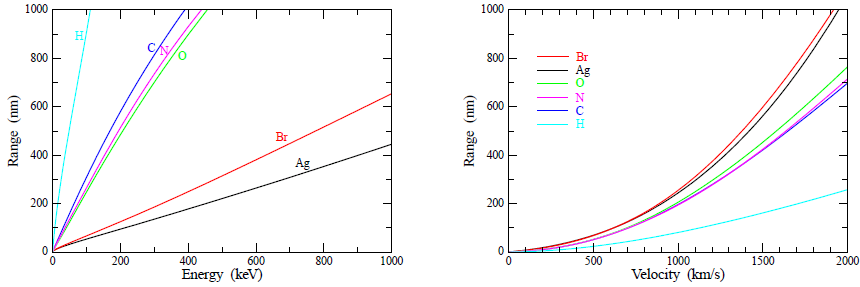 1000
800
600
400
200
0
Range (nm)
H
C
N
O
Br
Ag
0 200 400 600 800 1000
Energy (keV)
1000
800
600
400
200
0
Range (nm)
Br
Ag
O
N
C
H
0 500 1000 1500 2000
Velocity (km/s)